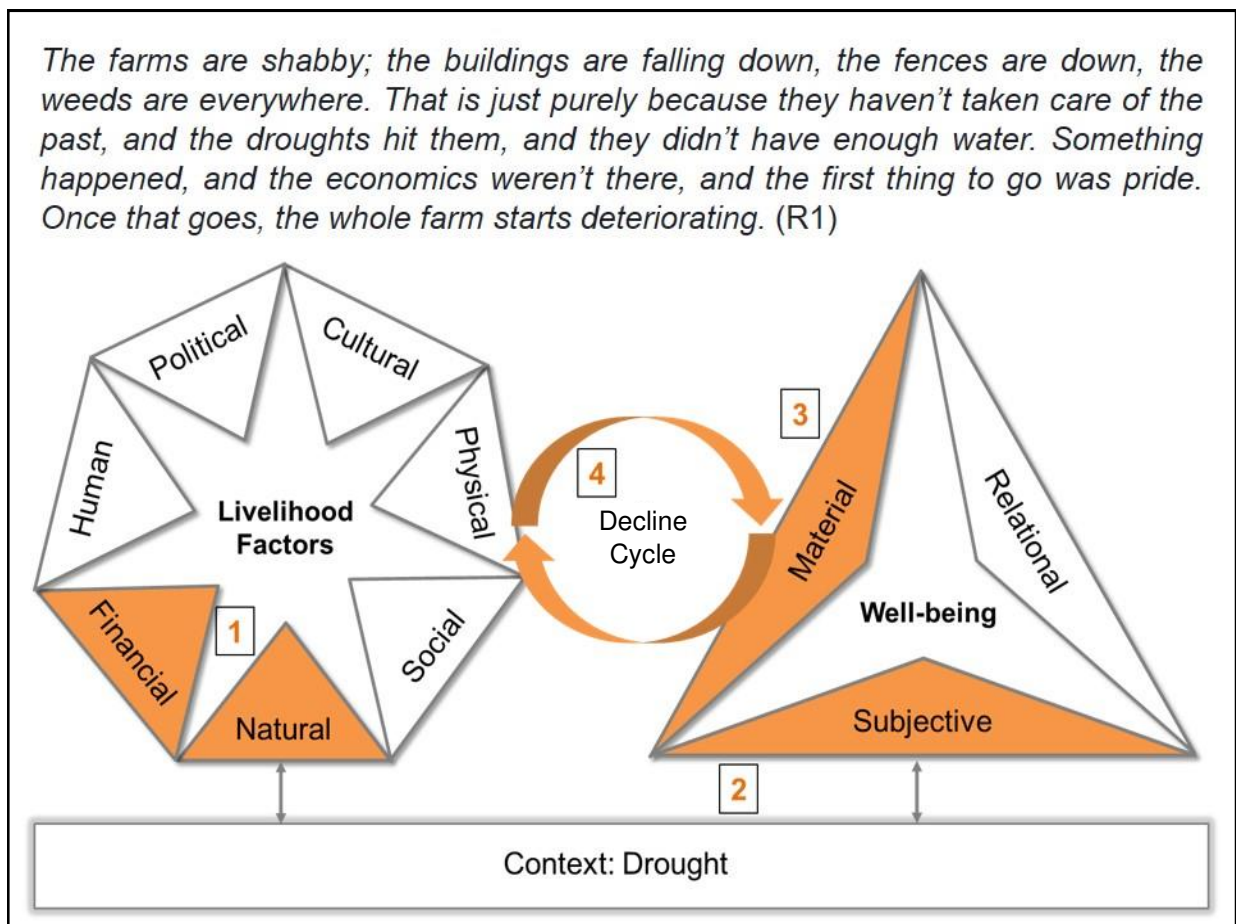 The farms are shabby; the buildings are falling down, the fences are down, the
weeds are everywhere. That is just purely because they haven’t taken care of the
past, and the droughts hit them, and they didn’t have enough water. Something
happened, and the economics weren’t there, and the first thing to go was pride.
Once that goes, the whole farm starts deteriorating. (R1)
Political
Cultural
Human
Physical
Livelihood
Factors
Financial
1
Natural
Social
4
Decline
Cycle
3
Material
Relational
Well-being
Subjective
2
Context: Drought